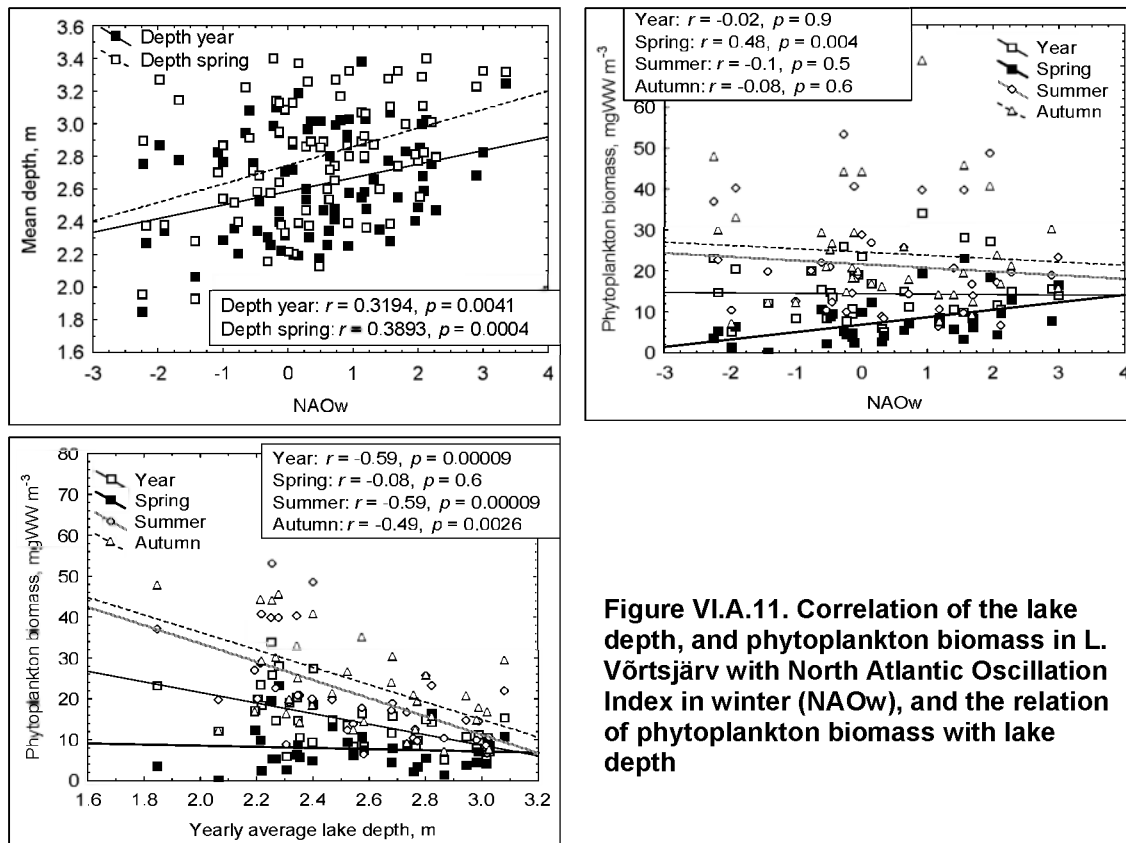 Depth year
Depth spring
Mean depth, m
3.6
3.4
3.2
3.0
2.8
2.6
2.4
2.2
2.0
1.8
1.6
Depth year: r = 0.3194, p = 0.0041
Depth spring: r = 0.3893, p = 0.0004
-3 -2 -1 0 1 2 3 4
NAOw
Year: r = -0.02, p = 0.9
Spring: r = 0.48, p = 0.004
Summer: r = -0.1, p = 0.5
Autumn: r = -0.08, p = 0.6
Year
Spring
Summer
Autumn
Phytoplankton biomass, mgWW m-3
60
50
40
30
20
10
0
-3 -2 -1 0 1 2 3 4
NAOw
Year: r = -0.59, p = 0.00009
Spring: r = -0.08, p = 0.6
Summer: r = -0.59, p = 0.00009
Autumn: r = -0.49, p = 0.0026
Year
Spring
Summer
Autumn
Phytoplankton biomass, mgWW m-3
80
70
60
50
40
30
20
10
0
1.6 1.8 2.0 2.2 2.4 2.6 2.8 3.0 3.2
Yearly average lake depth, m
Figure VI.A.11. Correlation of the lake
depth, and phytoplankton biomass in L.
Võrtsjärv with North Atlantic Oscillation
Index in winter (NAOw), and the relation
of phytoplankton biomass with lake
depth